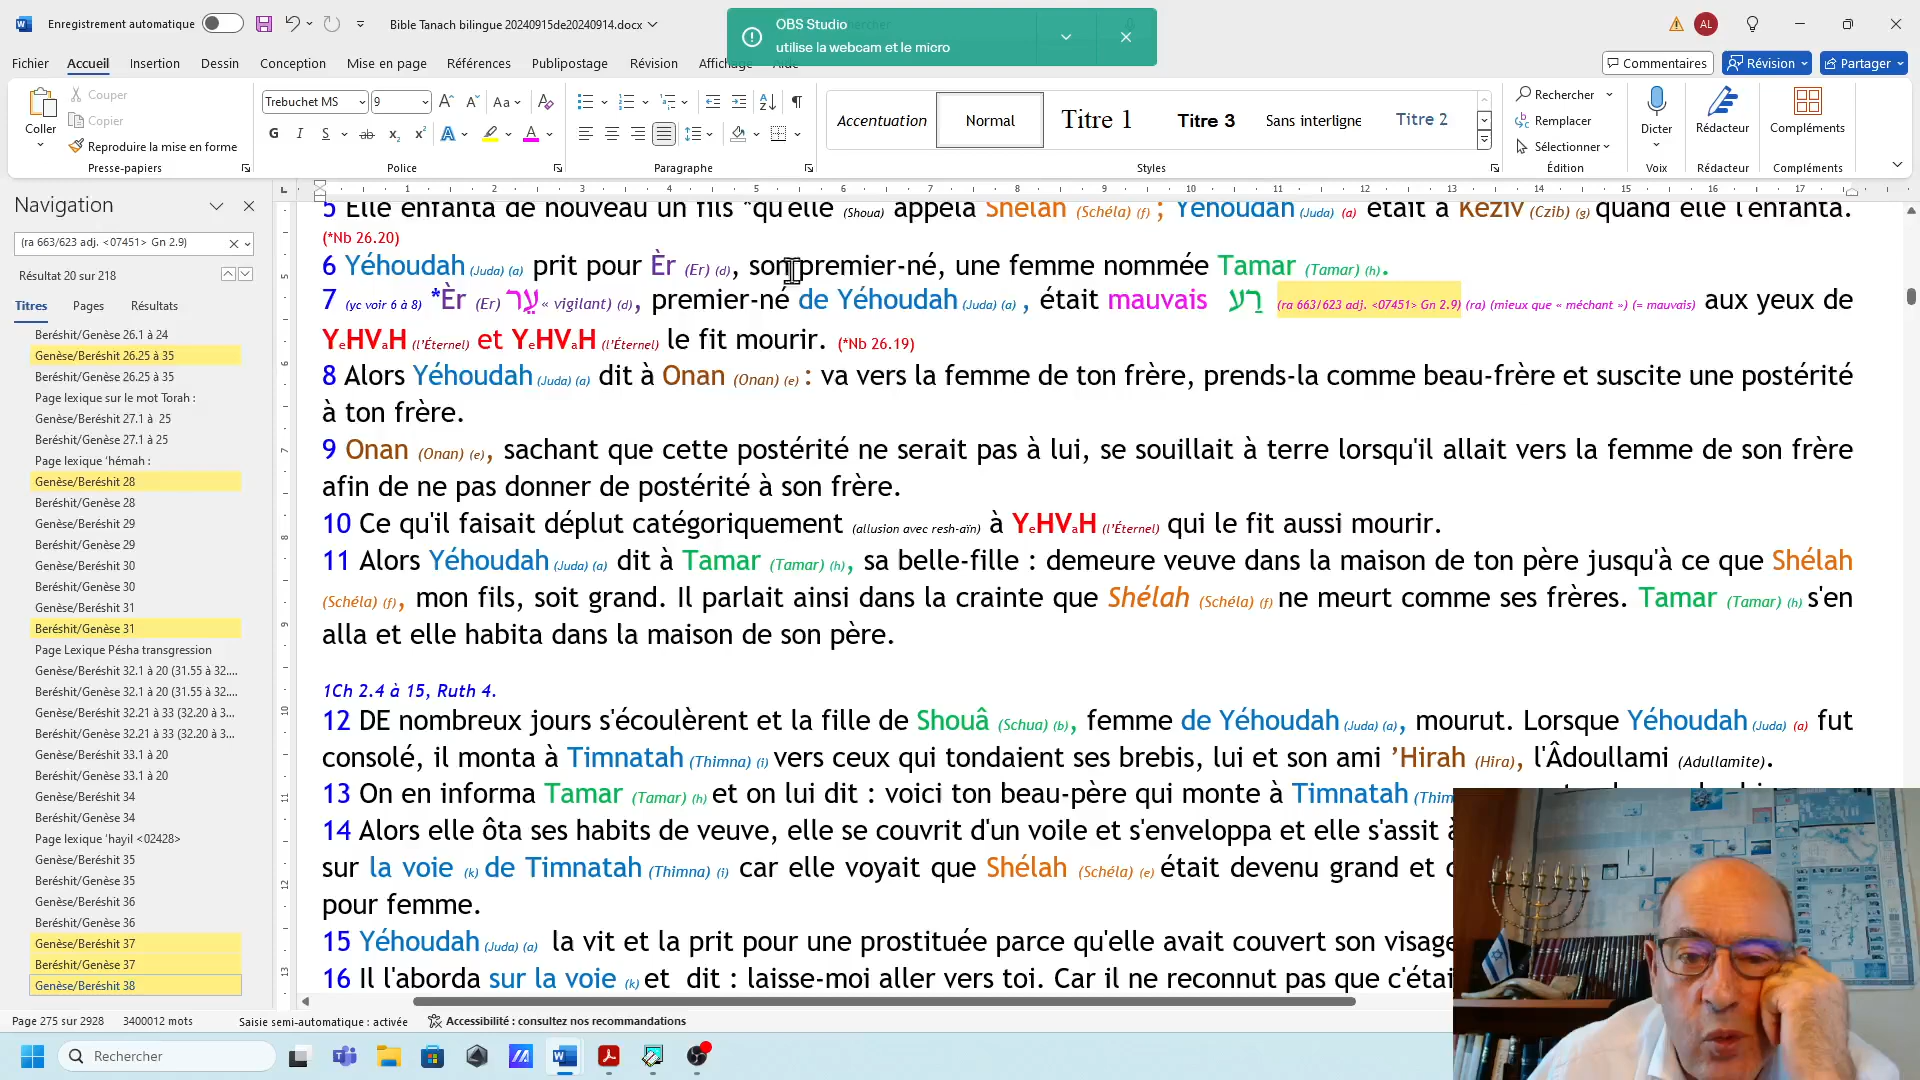 Enregistrement automatique
Bible Tanach bilingue 20240915de20240914.docx
OBS Studio
utilise la webcam et le micro
AL
Fichier Accueil Insertion Dessin Conception Mise en page Références Publipostage Révision Affichage Aide
Commentaires Révision Partager
Coller
Couper
Copier
Reproduire la mise en forme
Presse-papiers
Trebuchet MS 9
Police
Paragraphe
Accentuation Normal Titre 1 Titre 3 Sans interligne Titre 2
Styles
Rechercher
Remplacer
Sélectionner
Édition
Dicter
Voix
Rédacteur
Rédacteur
Compléments
Compléments
Navigation
(ra 663/623 adj. <07451> Gn 2.9)
Résultat 20 sur 218
Titres Pages Résultats
Beréshit/Genèse 26.1 à 24
Genèse/Beréshit 26.25 à 35
Beréshit/Genèse 26.25 à 35
Page lexique sur le mot Torah :
Genèse/Beréshit 27.1 à 25
Beréshit/Genèse 27.1 à 25
Page lexique 'hémah :
Genèse/Beréshit 28
Beréshit/Genèse 28
Genèse/Beréshit 29
Beréshit/Genèse 29
Genèse/Beréshit 30
Beréshit/Genèse 30
Genèse/Beréshit 31
Beréshit/Genèse 31
Page Lexique Pésha transgression
Genèse/Beréshit 32.1 à 20 (31.55 à 32....
Beréshit/Genèse 32.1 à 20 (31.55 à 32....
Genèse/Beréshit 32.21 à 33 (32.20 à 3...
Beréshit/Genèse 32.21 à 33 (32.20 à 3...
Genèse/Beréshit 33.1 à 20
Beréshit/Genèse 33.1 à 20
Genèse/Beréshit 34
Beréshit/Genèse 34
Page lexique 'hayil <02428>
Genèse/Beréshit 35
Beréshit/Genèse 35
Genèse/Beréshit 36
Beréshit/Genèse 36
Genèse/Beréshit 37
Beréshit/Genèse 37
Genèse/Beréshit 38
5 Elle enfanta de nouveau un fils *qu'elle (Shoua) appela Shélah (Schéla) (f) ; Yéhoudah (Juda) (a) était à Keziv (Czib) (g) quand elle l'enfanta.
(*Nb 26.20)
6 Yéhoudah (Juda) (a) prit pour Èr (Er) (d), son premier-né, une femme nommée Tamar (Tamar) (h).
7 (yc voir 6 à 8) *Èr (Er) עֵר « vigilant) (d), premier-né de Yéhoudah (Juda) (a) , était mauvais רַע (ra 663/623 adj. <07451> Gn 2.9) (ra) (mieux que « méchant ») (= mauvais) aux yeux de
YeHVaH (l'Éternel) et YeHVaH (l'Éternel) le fit mourir. (*Nb 26.19)
8 Alors Yéhoudah (Juda) (a) dit à Onan (Onan) (e) : va vers la femme de ton frère, prends-la comme beau-frère et suscite une postérité
à ton frère.
9 Onan (Onan) (e), sachant que cette postérité ne serait pas à lui, se souillait à terre lorsqu'il allait vers la femme de son frère
afin de ne pas donner de postérité à son frère.
10 Ce qu'il faisait déplut catégoriquement (allusion avec resh-aïn) à YeHVaH (l'Éternel) qui le fit aussi mourir.
11 Alors Yéhoudah (Juda) (a) dit à Tamar (Tamar) (h), sa belle-fille : demeure veuve dans la maison de ton père jusqu'à ce que Shélah
(Schéla) (f), mon fils, soit grand. Il parlait ainsi dans la crainte que Shélah (Schéla) (f) ne meurt comme ses frères. Tamar (Tamar) (h) s'en
alla et elle habita dans la maison de son père.
1Ch 2.4 à 15, Ruth 4.
12 DE nombreux jours s'écoulèrent et la fille de Shouâ (Schua) (b), femme de Yéhoudah (Juda) (a), mourut. Lorsque Yéhoudah (Juda) (a) fut
consolé, il monta à Timnatah (Thimna) (i) vers ceux qui tondaient ses brebis, lui et son ami 'Hirah (Hira), l'Âdoullami (Adullamite).
13 On en informa Tamar (Tamar) (h) et on lui dit : voici ton beau-père qui monte à Timnatah (Thim
14 Alors elle ôta ses habits de veuve, elle se couvrit d'un voile et s'enveloppa et elle s'assit à
sur la voie (k) de Timnatah (Thimna) (i) car elle voyait que Shélah (Schéla) (e) était devenu grand et
pour femme.
15 Yéhoudah (Juda) (a) la vit et la prit pour une prostituée parce qu'elle avait couvert son visage
16 Il l'aborda sur la voie (k) et dit : laisse-moi aller vers toi. Car il ne reconnut pas que c'étai
Page 275 sur 2928 3400012 mots Saisie semi-automatique : activée Accessibilité : consultez nos recommandations
Rechercher